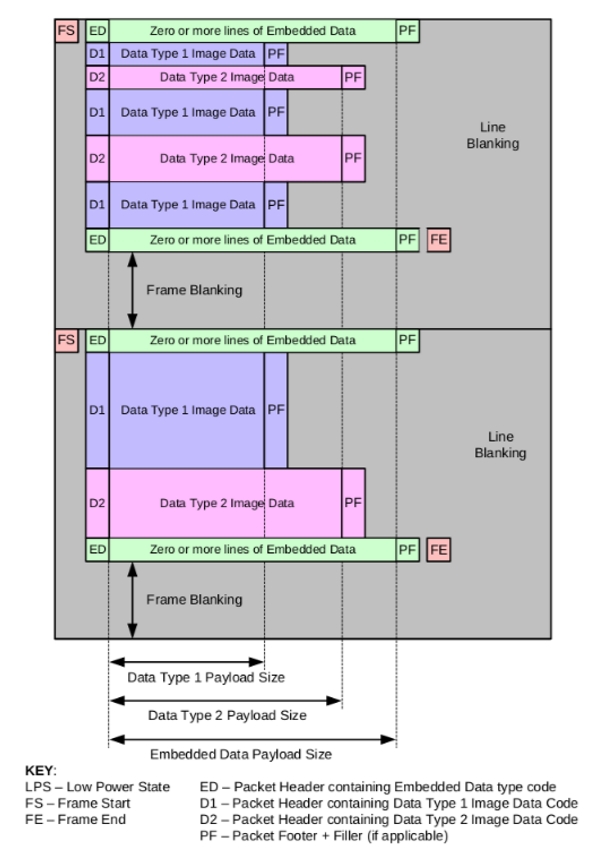 FS ED Zero or more lines of Embedded Data PF
D1 Data Type 1 Image Data PF
D2 Data Type 2 Image Data PF
D1 Data Type 1 Image Data PF
Line
Blanking
D2 Data Type 2 Image Data PF
D1 Data Type 1 Image Data PF
ED Zero or more lines of Embedded Data PF FE
Frame Blanking
FS ED Zero or more lines of Embedded Data PF
D1 Data Type 1 Image Data PF
Line
Blanking
D2 Data Type 2 Image Data PF
ED Zero or more lines of Embedded Data PF FE
Frame Blanking
Data Type 1 Payload Size
Data Type 2 Payload Size
Embedded Data Payload Size
KEY:
LPS – Low Power State
FS – Frame Start
FE – Frame End
ED – Packet Header containing Embedded Data type code
D1 – Packet Header containing Data Type 1 Image Data Code
D2 – Packet Header containing Data Type 2 Image Data Code
PF – Packet Footer + Filler (if applicable)